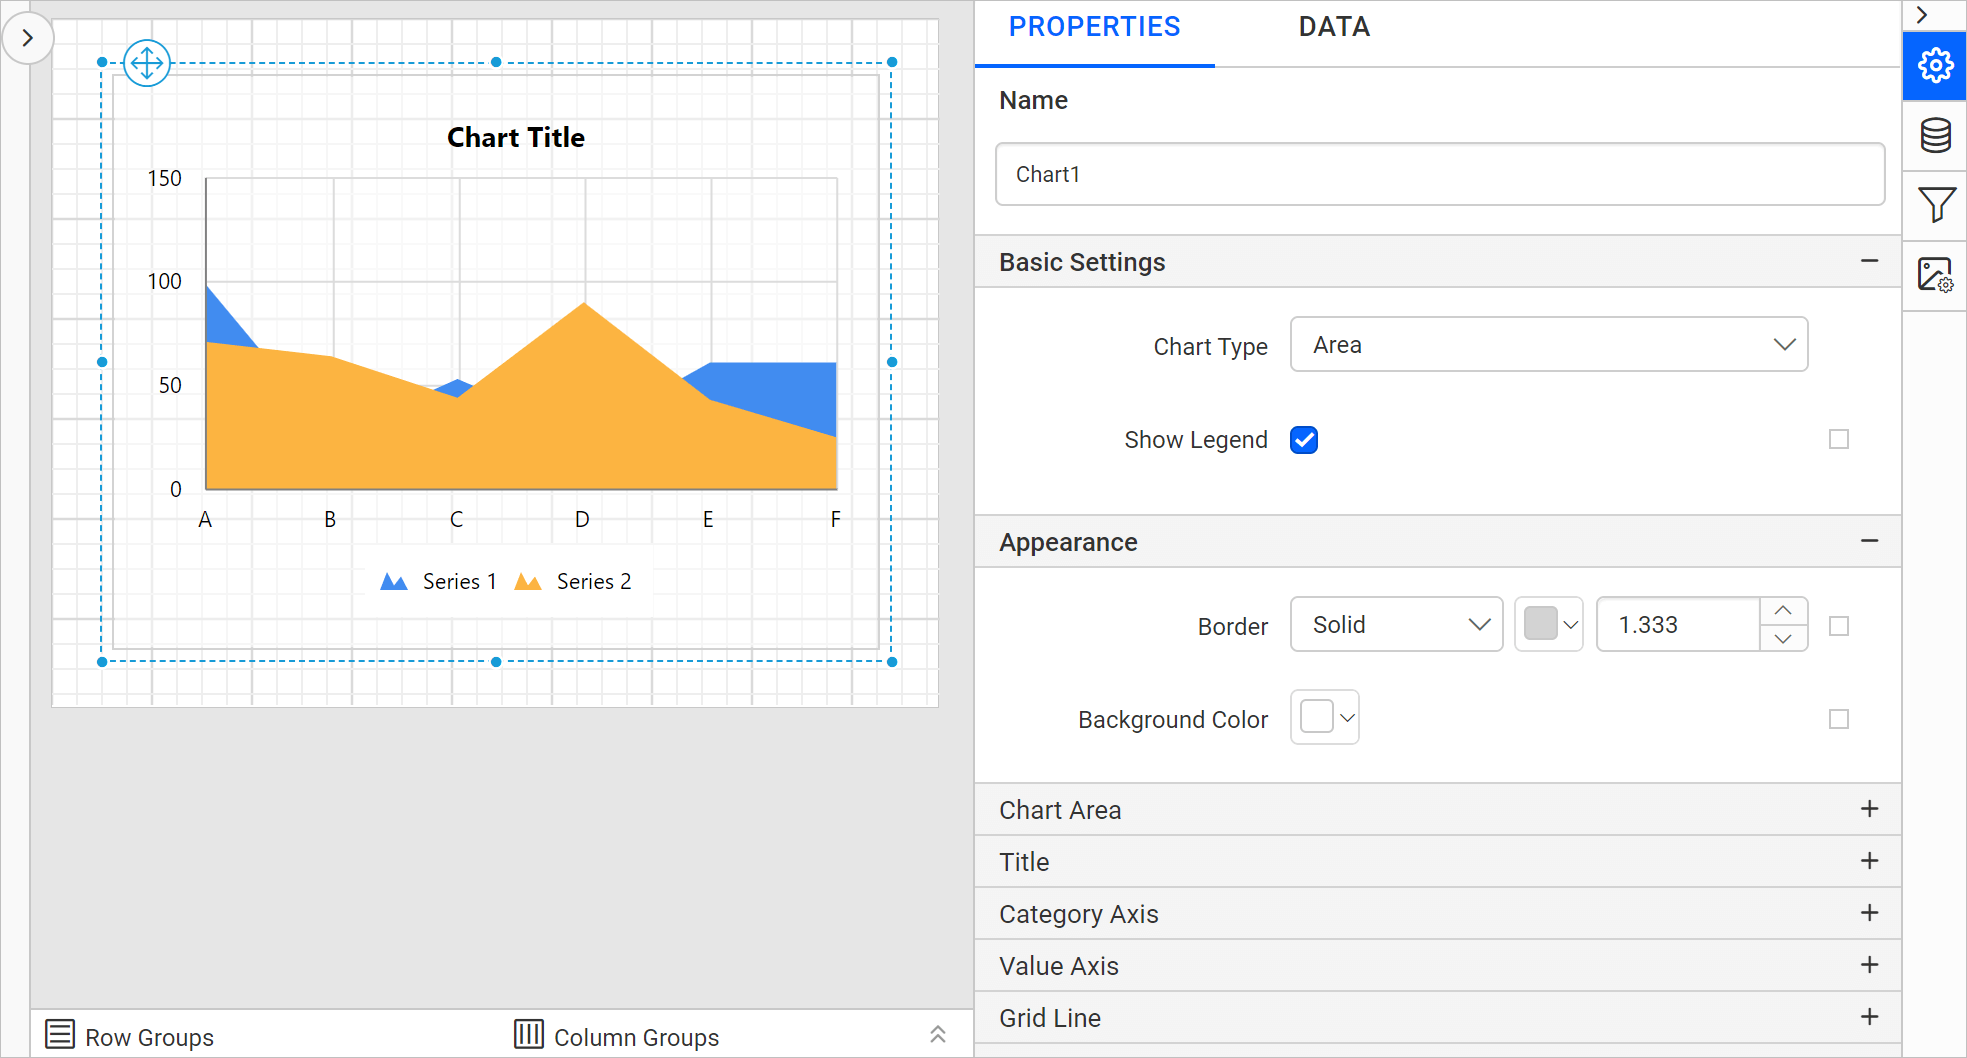 Chart Title
150
100
50
0
A B C D E F
Series 1 Series 2
Row Groups Column Groups
PROPERTIES DATA
Name
Chart1
Basic Settings
Chart Type Area
Show Legend
Appearance
Border Solid 1.333
Background Color
Chart Area
Title
Category Axis
Value Axis
Grid Line